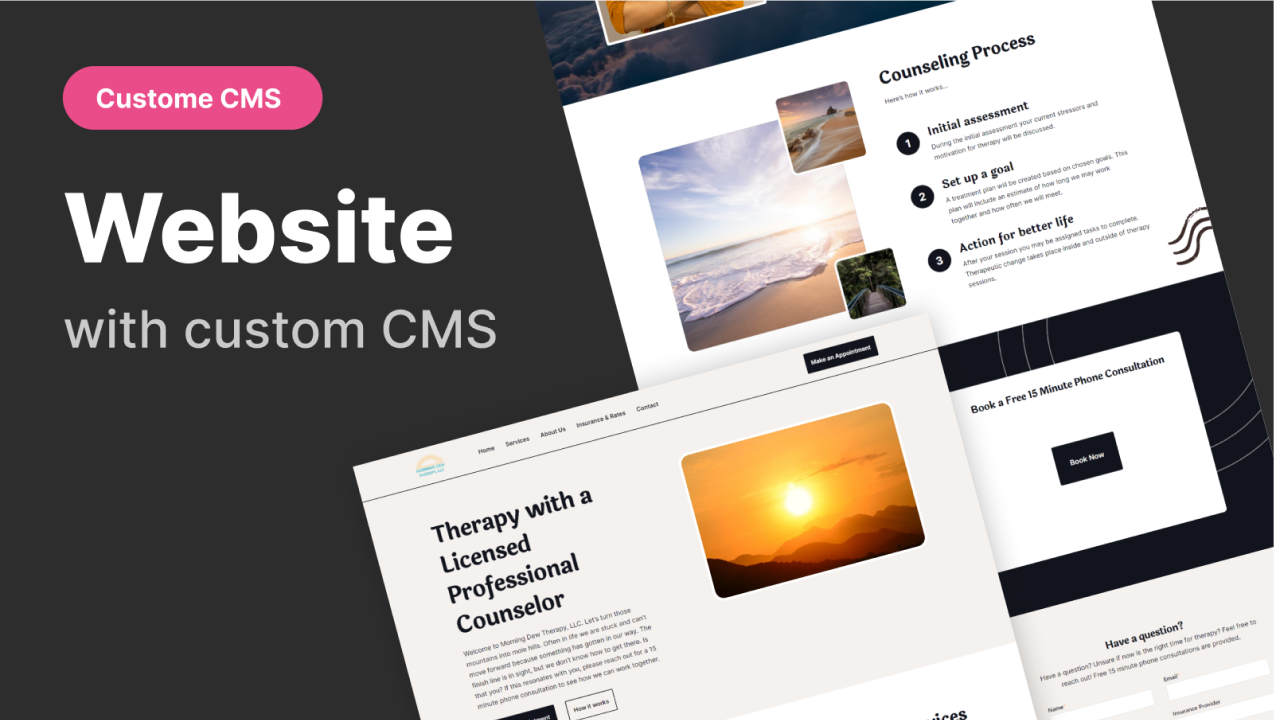 Custome CMS
Website
with custom CMS
Counseling Process
Here's how it works...
1
Initial assessment
During the initial assessment your current stressors and
motivation for therapy will be discussed.
2
Set up a goal
A treatment plan will be created based on chosen goals. This
plan will include an estimate of how long we may work
together and how often we will meet.
3
Action for better life
After your session you may be assigned tasks to complete.
Therapeutic change takes place inside and outside of therapy
sessions.
Book a Free 15 Minute Phone Consultation
Book Now
Have a question?
Have a question? Unsure if now is the right time for therapy? Feel free to
reach out! Free 15 minute phone consultations are provided.
Name*
Email*
Insurance Provider
MORNING DEW
THERAPY, LLC
Home
Services
About Us
Insurance & Rates
Contact
Make an Appointment
Therapy with a
Licensed
Professional
Counselor
Welcome to Morning Dew Therapy, LLC. Let's turn those
mountains into mole hills. Often in life we are stuck and can't
move forward because something has gotten in our way. The
finish line is in sight, but we don't know how to get there. Is
that you? If this resonates with you, please reach out for a 15
minute phone consultation to see how we can work together.
How it works